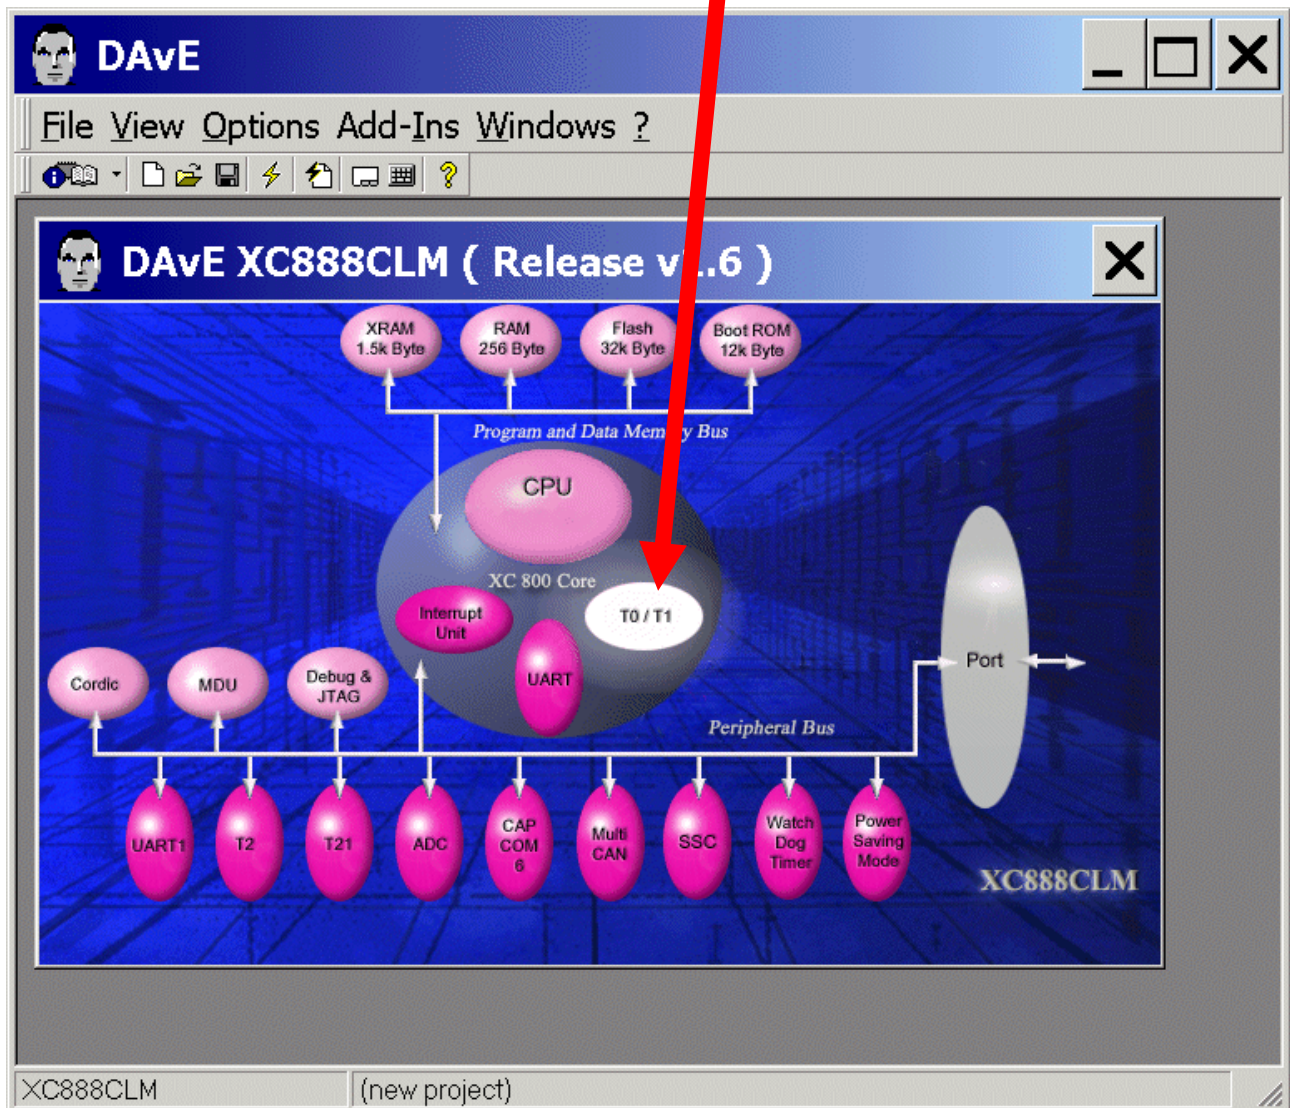 DAvE
File View Options Add-Ins Windows ?
DAvE XC888CLM ( Release v1.6 )
XRAM
1.5k Byte
RAM
256 Byte
Flash
32k Byte
Boot ROM
12k Byte
Program and Data Memory Bus
CPU
XC 800 Core
Interrupt
Unit
T0 / T1
UART
Cordic
MDU
Debug &
JTAG
Port
Peripheral Bus
UART1
T2
T21
ADC
CAP
COM
6
Multi
CAN
SSC
Watch
Dog
Timer
Power
Saving
Mode
XC888CLM
XC888CLM
(new project)